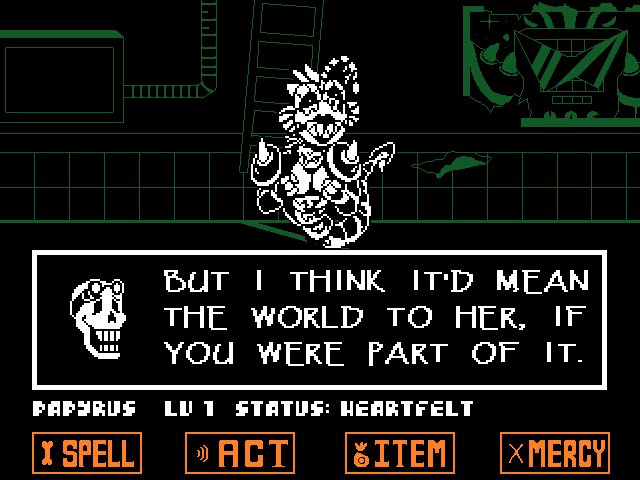 BUT I THINK IT'D MEAN
THE WORLD TO HER, IF
YOU WERE PART OF IT.
PAPYRUS LV 1 STATUS: HEARTFELT
SPELL ACT ITEM MERCY